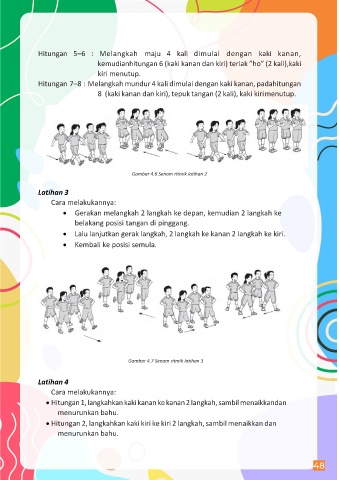 Hitungan 5–6 : Melangkah maju 4 kali dimulai dengan kaki kanan,
kemudianhitungan 6 (kaki kanan dan kiri) teriak "ho" (2 kali),kaki
kiri menutup.
Hitungan 7–8 : Melangkah mundur 4 kali dimulai dengan kaki kanan, padahitungan
8 (kaki kanan dan kiri), tepuk tangan (2 kali), kaki kirimenutup.
Gambar 4.6 Senam ritmik latihan 2
Latihan 3
Cara melakukannya:
• Gerakan melangkah 2 langkah ke depan, kemudian 2 langkah ke
belakang posisi tangan di pinggang.
• Lalu lanjutkan gerak langkah, 2 langkah ke kanan 2 langkah ke kiri.
• Kembali ke posisi semula.
Gambar 4.7 Senam ritmik latihan 3
Latihan 4
Cara melakukannya:
• Hitungan 1, langkahkan kaki kanan ke kanan 2 langkah, sambil menaikkandan
menurunkan bahu.
• Hitungan 2, langkahkan kaki kiri ke kiri 2 langkah, sambil menaikkan dan
menurunkan bahu.
48